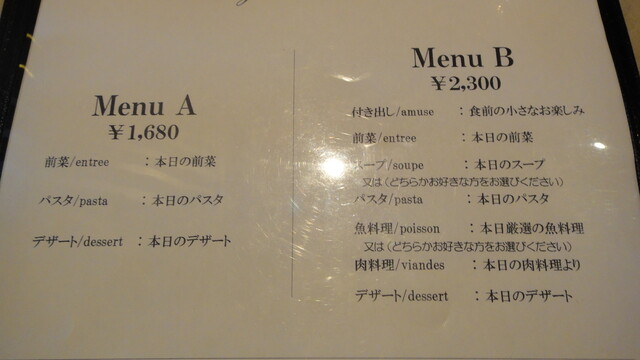 Menu A
￥1,680
前菜/entree ：本日の前菜
パスタ/pasta ：本日のパスタ
デザート/dessert ：本日のデザート
Menu B
￥2,300
付き出し/amuse ：食前の小さなお楽しみ
前菜/entree ：本日の前菜
スープ/soupe ：本日のスープ
又は（どちらかお好きな方をお選びください）
パスタ/pasta ：本日のパスタ
魚料理/poisson ：本日厳選の魚料理
又は（どちらかお好きな方をお選びください）
肉料理/viandes ：本日の肉料理より
デザート/dessert ：本日のデザート